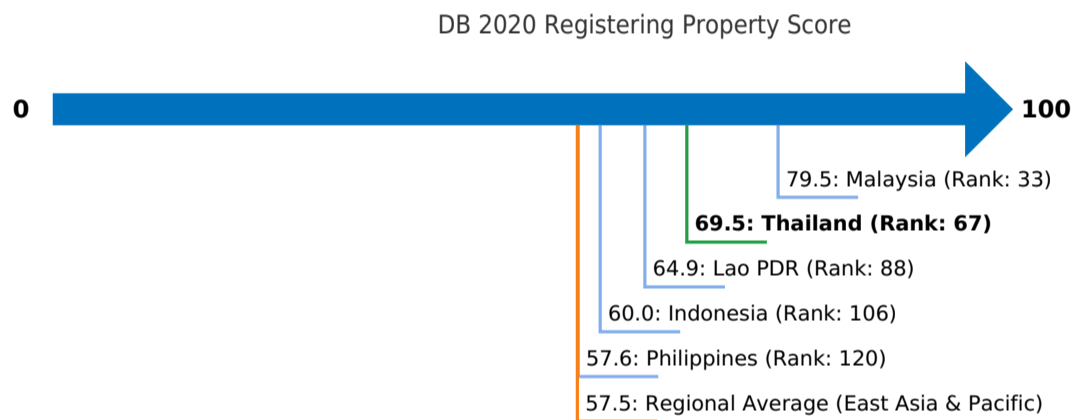 DB 2020 Registering Property Score
0
100
79.5: Malaysia (Rank: 33)
69.5: Thailand (Rank: 67)
64.9: Lao PDR (Rank: 88)
60.0: Indonesia (Rank: 106)
57.6: Philippines (Rank: 120)
57.5: Regional Average (East Asia & Pacific)